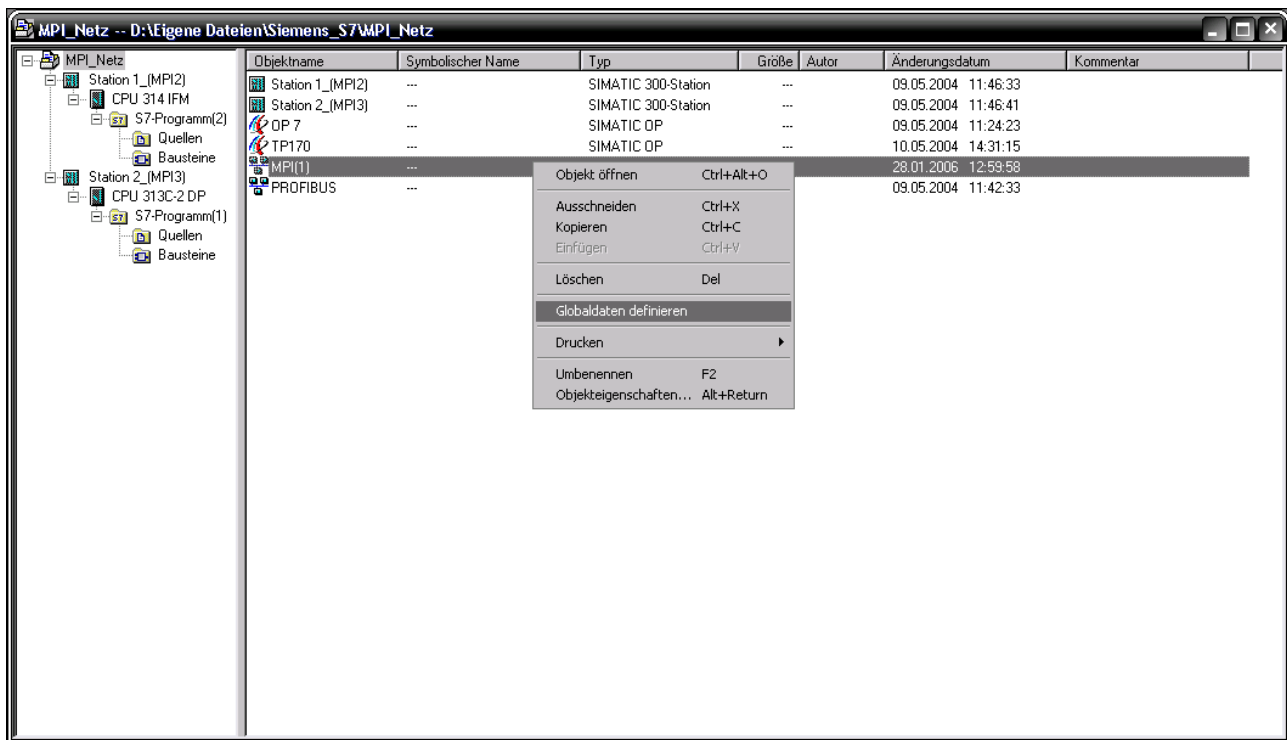 MPI_Netz -- D:\Eigene Dateien\Siemens_S7\MPI_Netz
MPI_Netz
Station 1_(MPI2)
CPU 314 IFM
S7-Programm(2)
Quellen
Bausteine
Station 2_(MPI3)
CPU 313C-2 DP
S7-Programm(1)
Quellen
Bausteine
Objektname Symbolischer Name Typ Größe Autor Änderungsdatum Kommentar
Station 1_(MPI2) --- SIMATIC 300-Station --- 09.05.2004 11:46:33
Station 2_(MPI3) --- SIMATIC 300-Station --- 09.05.2004 11:46:41
OP 7 --- SIMATIC OP --- 09.05.2004 11:24:23
TP170 --- SIMATIC OP --- 10.05.2004 14:31:15
MPI(1) --- 28.01.2006 12:59:58
PROFIBUS --- 09.05.2004 11:42:33
Objekt öffnen Ctrl+Alt+O
Ausschneiden Ctrl+X
Kopieren Ctrl+C
Einfügen Ctrl+V
Löschen Del
Globaldaten definieren
Drucken
Umbenennen F2
Objekteigenschaften... Alt+Return